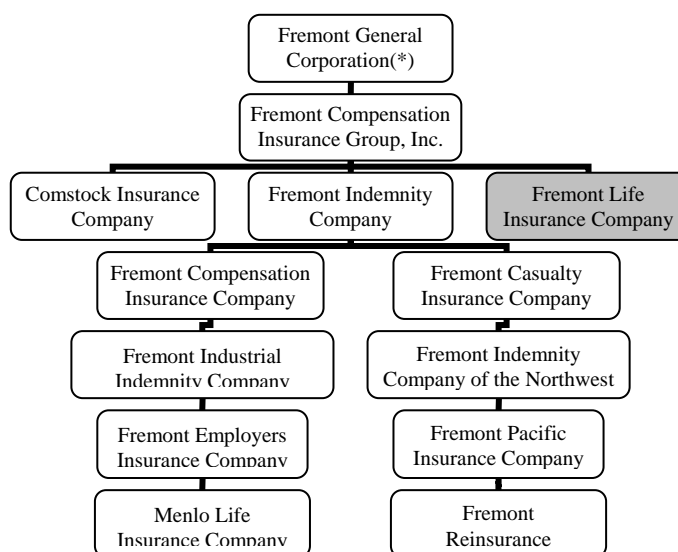 Fremont General
Corporation(*)
Fremont Compensation
Insurance Group, Inc.
Comstock Insurance
Company
Fremont Indemnity
Company
Fremont Life
Insurance Company
Fremont Compensation
Insurance Company
Fremont Casualty
Insurance Company
Fremont Industrial
Indemnity Company
Fremont Indemnity
Company of the Northwest
Fremont Employers
Insurance Company
Fremont Pacific
Insurance Company
Menlo Life
Insurance Company
Fremont
Reinsurance